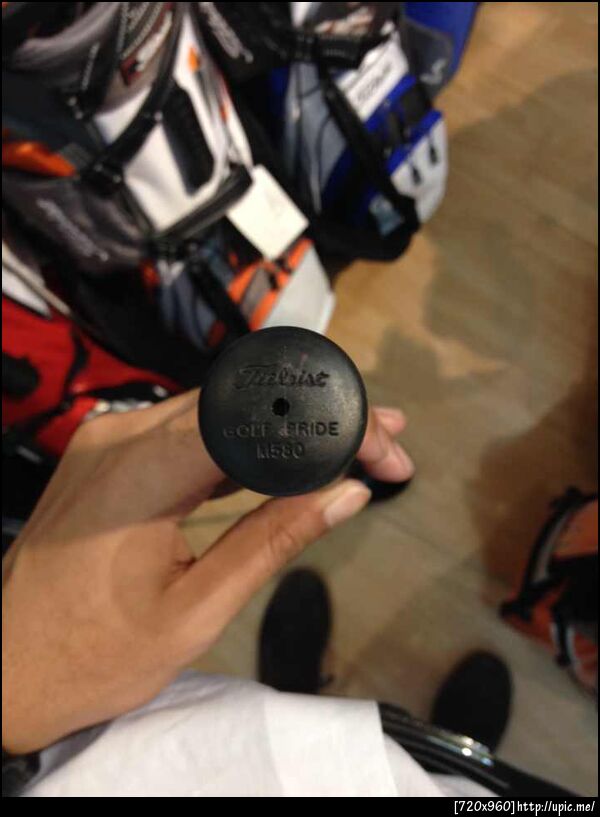 Titleist
GOLF PRIDE
M580
[720x960]http://upic.me/